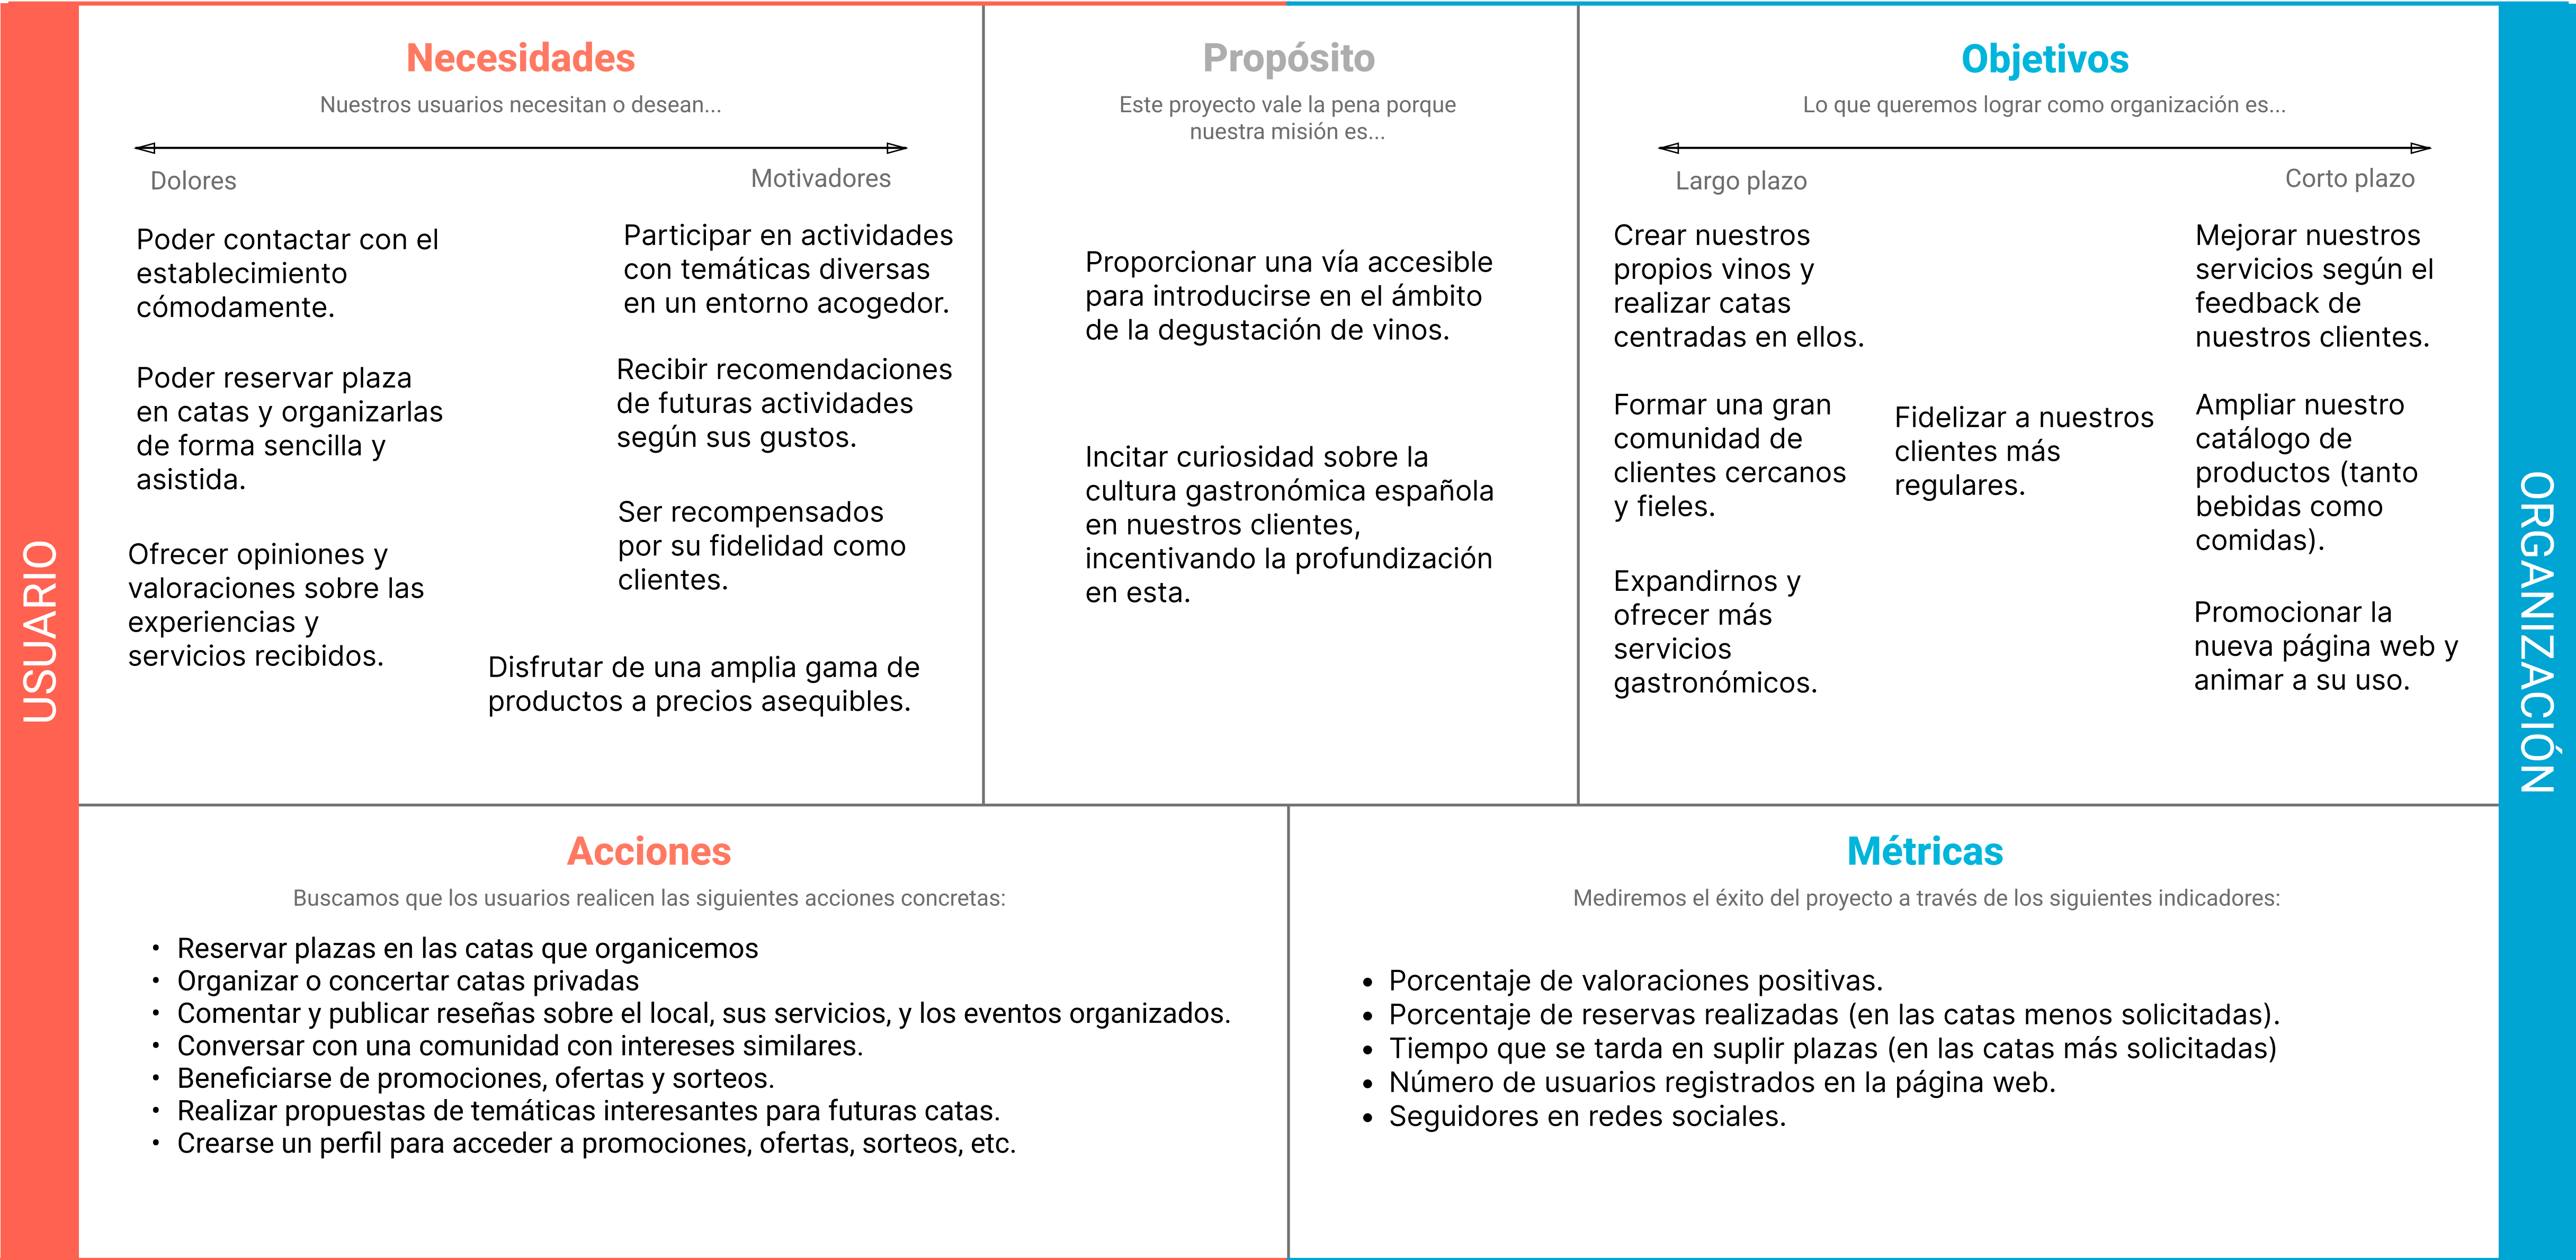 USUARIO
Necesidades
Nuestros usuarios necesitan o desean...
Dolores
Motivadores
Poder contactar con el
establecimiento
cómodamente.
Poder reservar plaza
en catas y organizarlas
de forma sencilla y
asistida.
Ofrecer opiniones y
valoraciones sobre las
experiencias y
servicios recibidos.
Participar en actividades
con temáticas diversas
en un entorno acogedor.
Recibir recomendaciones
de futuras actividades
según sus gustos.
Ser recompensados
por su fidelidad como
clientes.
Disfrutar de una amplia gama de
productos a precios asequibles.
Propósito
Este proyecto vale la pena porque
nuestra misión es...
Proporcionar una vía accesible
para introducirse en el ámbito
de la degustación de vinos.
Incitar curiosidad sobre la
cultura gastronómica española
en nuestros clientes,
incentivando la profundización
en esta.
Objetivos
Lo que queremos lograr como organización es...
Largo plazo
Corto plazo
Crear nuestros
propios vinos y
realizar catas
centradas en ellos.
Formar una gran
comunidad de
clientes cercanos
y fieles.
Expandirnos y
ofrecer más
servicios
gastronómicos.
Fidelizar a nuestros
clientes más
regulares.
Mejorar nuestros
servicios según el
feedback de
nuestros clientes.
Ampliar nuestro
catálogo de
productos (tanto
bebidas como
comidas).
Promocionar la
nueva página web y
animar a su uso.
ORGANIZACIÓN
Acciones
Buscamos que los usuarios realicen las siguientes acciones concretas:
• Reservar plazas en las catas que organicemos
• Organizar o concertar catas privadas
• Comentar y publicar reseñas sobre el local, sus servicios, y los eventos organizados.
• Conversar con una comunidad con intereses similares.
• Beneficiarse de promociones, ofertas y sorteos.
• Realizar propuestas de temáticas interesantes para futuras catas.
• Crearse un perfil para acceder a promociones, ofertas, sorteos, etc.
Métricas
Mediremos el éxito del proyecto a través de los siguientes indicadores:
• Porcentaje de valoraciones positivas.
• Porcentaje de reservas realizadas (en las catas menos solicitadas).
• Tiempo que se tarda en suplir plazas (en las catas más solicitadas)
• Número de usuarios registrados en la página web.
• Seguidores en redes sociales.